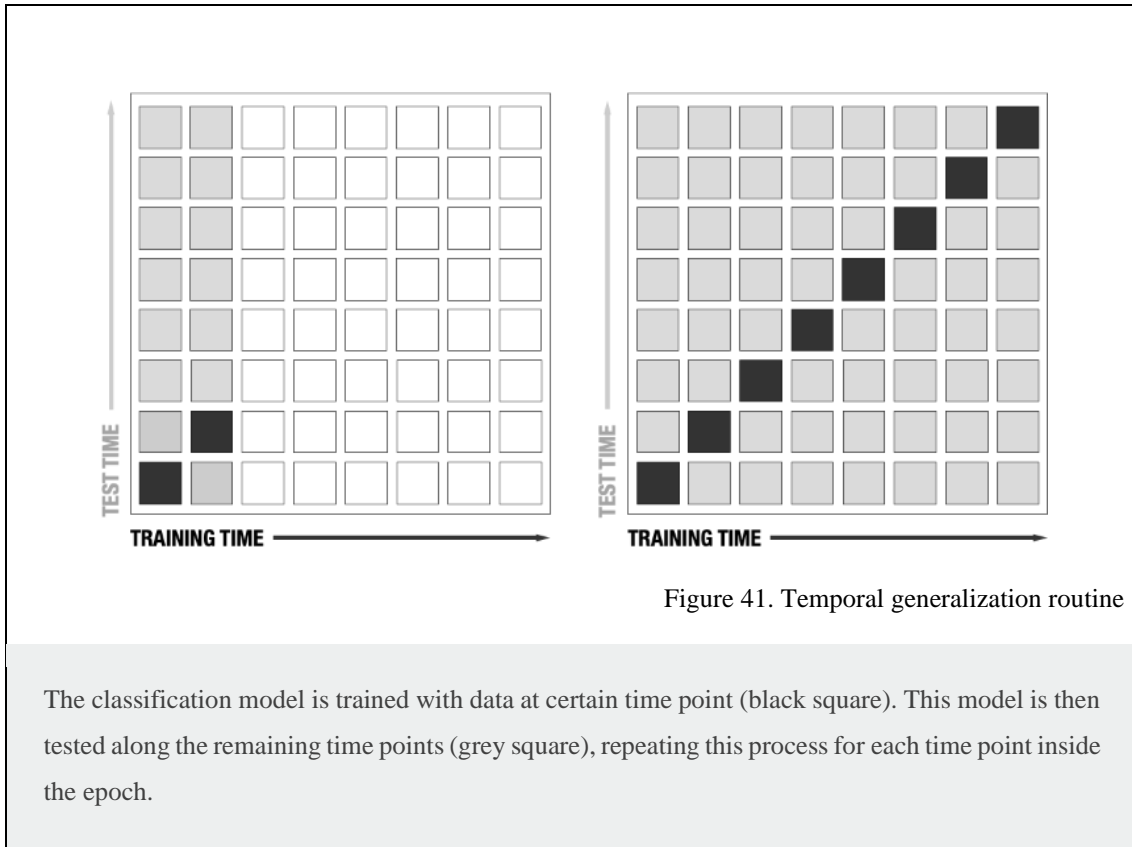 TEST TIME
TRAINING TIME
TEST TIME
TRAINING TIME
Figure 41. Temporal generalization routine
The classification model is trained with data at certain time point (black square). This model is then
tested along the remaining time points (grey square), repeating this process for each time point inside
the epoch.